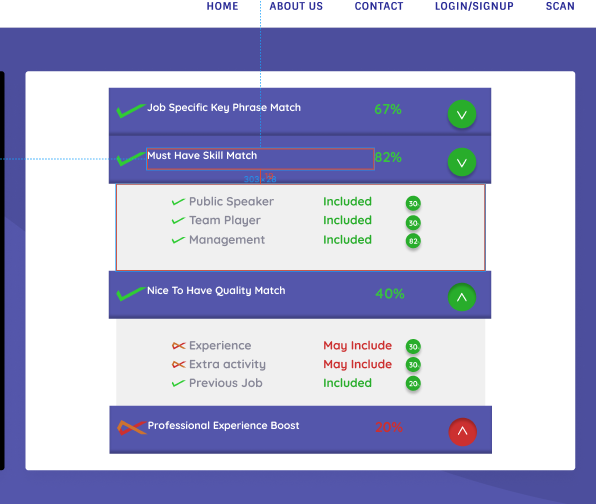 HOME ABOUT US CONTACT LOGIN/SIGNUP SCAN
Job Specific Key Phrase Match 67%
Must Have Skill Match 82%
Public Speaker Included 30
Team Player Included 30
Management Included 82
Nice To Have Quality Match 40%
Experience May Include 30
Extra activity May Include 30
Previous Job Included 20
Professional Experience Boost 20%